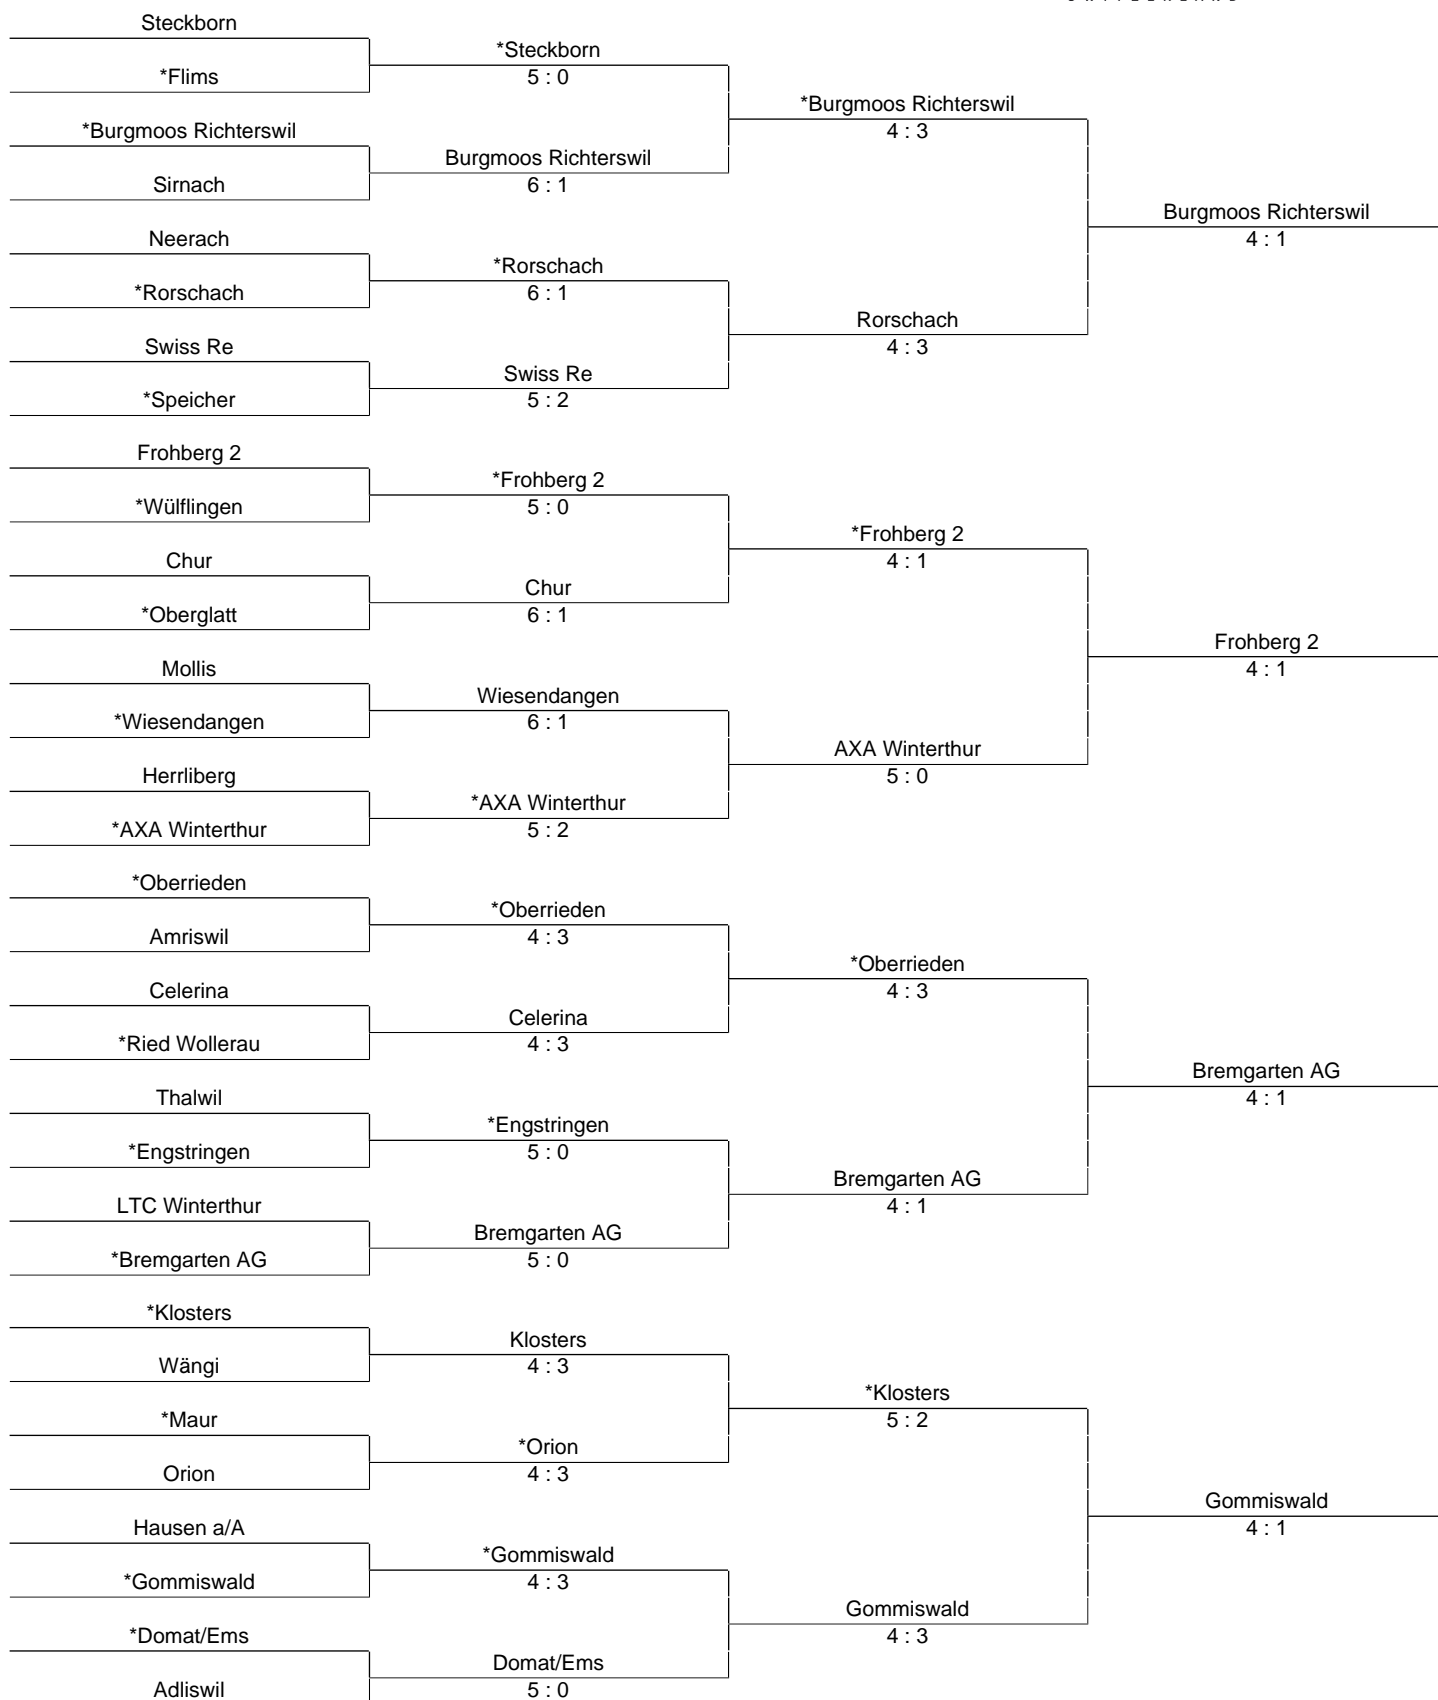 Steckborn
*Flims
*Burgmoos Richterswil
Sirnach
Neerach
*Rorschach
Swiss Re
*Speicher
Frohberg 2
*Wülflingen
Chur
*Oberglatt
Mollis
*Wiesendangen
Herrliberg
*AXA Winterthur
*Oberrieden
Amriswil
Celerina
*Ried Wollerau
Thalwil
*Engstringen
LTC Winterthur
*Bremgarten AG
*Klosters
Wängi
*Maur
Orion
Hausen a/A
*Gommiswald
*Domat/Ems
Adliswil
*Steckborn
5 : 0
Burgmoos Richterswil
6 : 1
*Rorschach
6 : 1
Swiss Re
5 : 2
*Frohberg 2
5 : 0
Chur
6 : 1
Wiesendangen
6 : 1
*AXA Winterthur
5 : 2
*Oberrieden
4 : 3
Celerina
4 : 3
*Engstringen
5 : 0
Bremgarten AG
5 : 0
Klosters
4 : 3
*Orion
4 : 3
*Gommiswald
4 : 3
Domat/Ems
5 : 0
*Burgmoos Richterswil
4 : 3
Rorschach
4 : 3
*Frohberg 2
4 : 1
AXA Winterthur
5 : 0
*Oberrieden
4 : 3
Bremgarten AG
4 : 1
*Klosters
5 : 2
Gommiswald
4 : 3
Burgmoos Richterswil
4 : 1
Frohberg 2
4 : 1
Bremgarten AG
4 : 1
Gommiswald
4 : 1